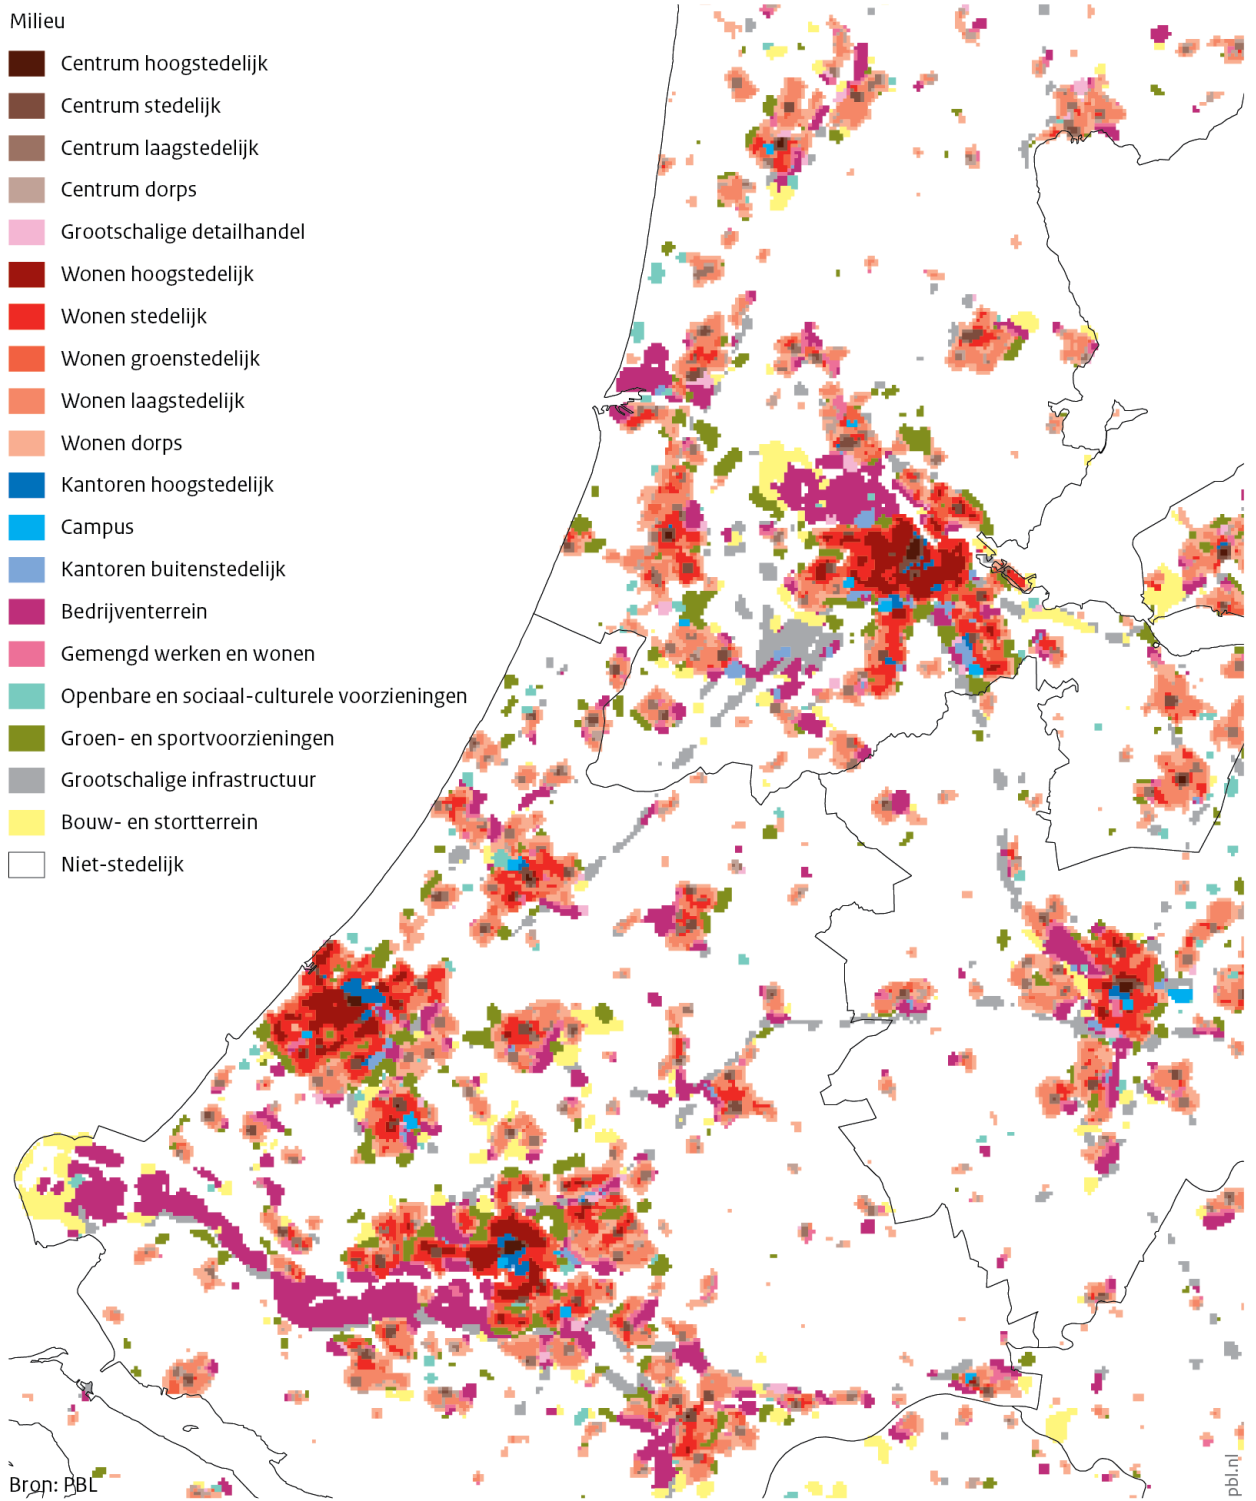 Milieu
Centrum hoogstedelijk
Centrum stedelijk
Centrum laagstedelijk
Centrum dorps
Grootschalige detailhandel
Wonen hoogstedelijk
Wonen stedelijk
Wonen groenstedelijk
Wonen laagstedelijk
Wonen dorps
Kantoren hoogstedelijk
Campus
Kantoren buitenstedelijk
Bedrijventerrein
Gemengd werken en wonen
Openbare en sociaal-culturele voorzieningen
Groen- en sportvoorzieningen
Grootschalige infrastructuur
Bouw- en stortterrein
Niet-stedelijk
Bron: PBL
pbl.nl